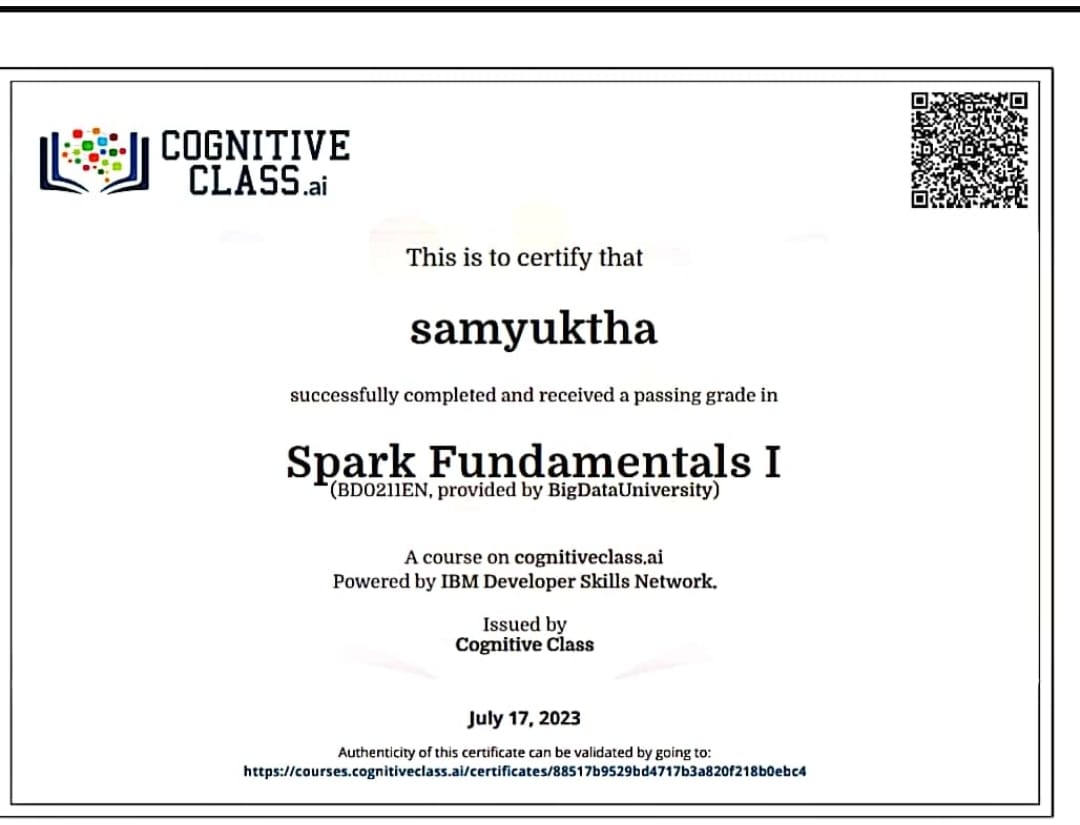 COGNITIVE
CLASS.ai
This is to certify that
samyuktha
successfully completed and received a passing grade in
Spark Fundamentals I
(BD0211EN, provided by BigDataUniversity)
A course on cognitiveclass.ai
Powered by IBM Developer Skills Network.
Issued by
Cognitive Class
July 17, 2023
Authenticity of this certificate can be validated by going to:
https://courses.cognitiveclass.ai/certificates/88517b9529bd4717b3a820f218b0ebc4